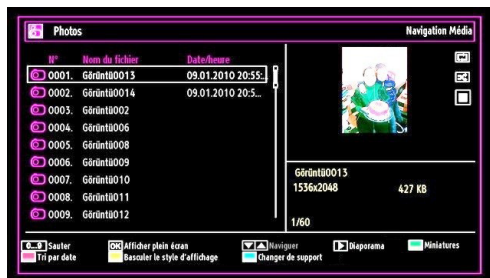 Photos
Navigation Média
N° Nom du fichier Date/heure
0001. Görüntü0013 09.01.2010 20:55:..
0002. Görüntü0014 09.01.2010 20:5...
0003. Görüntü002
0004. Görüntü006
0005. Görüntü008
0006. Görüntü009
0007. Görüntü010
0008. Görüntü011
0009. Görüntü012
Görüntü0013
1536x2048 427 KB
1/60
0...9 Sauter OK Afficher plein écran Naviguer Diaporama Miniatures
Tri par date Basculer le style d'affichage Changer de support